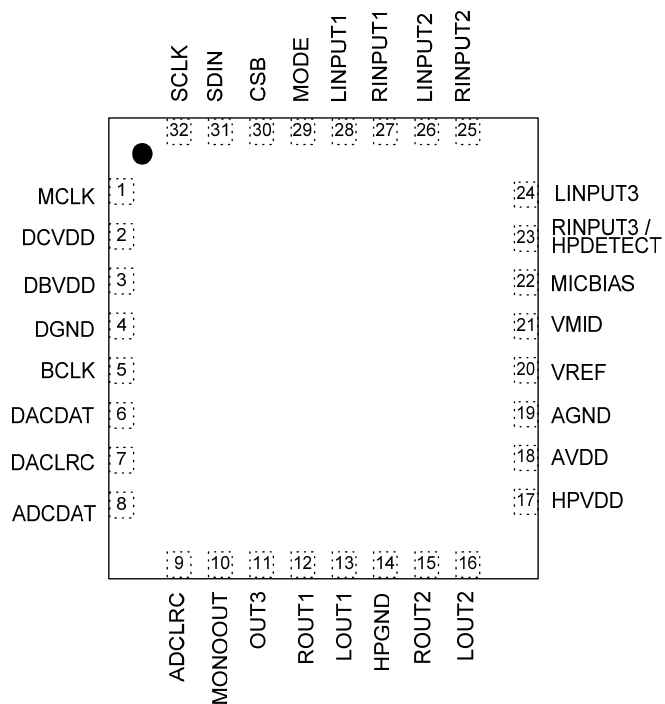 SCLK
SDIN
CSB
MODE
LINPUT1
RINPUT1
LINPUT2
RINPUT2
32
31
30
29
28
27
26
25
MCLK 1
DCVDD 2
DBVDD 3
DGND 4
BCLK 5
DACDAT 6
DACLRC 7
ADCDAT 8
24 LINPUT3
23 RINPUT3 /
HPDETECT
22 MICBIAS
21 VMID
20 VREF
19 AGND
18 AVDD
17 HPVDD
9
10
11
12
13
14
15
16
ADCLRC
MONOOUT
OUT3
ROUT1
LOUT1
HPGND
ROUT2
LOUT2